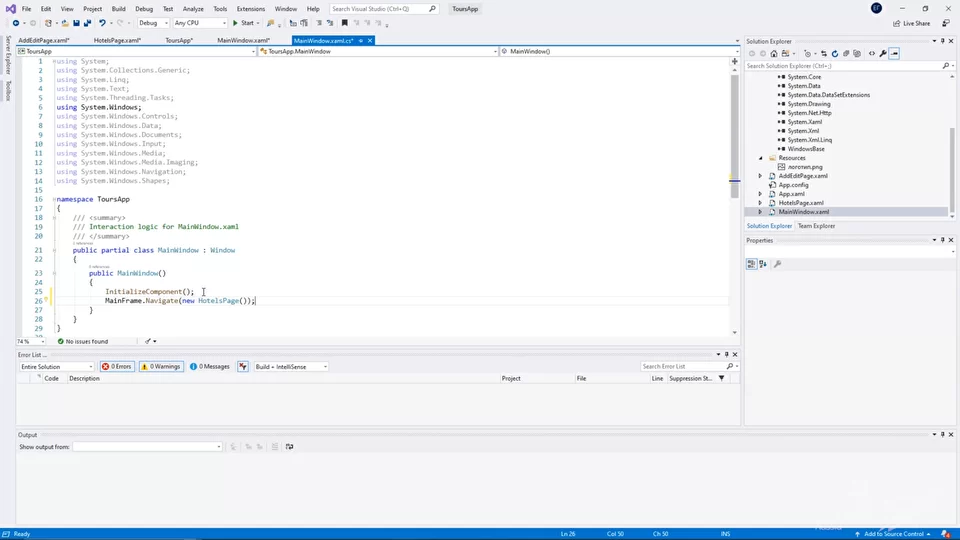 File Edit View Project Build Debug Test Analyze Tools Extensions Window Help Search Visual Studio (Ctrl+;) ToursApp ET
Debug Any CPU Start Live Share
Server Explorer
Toolbox
AddEditPage.xaml* HotelsPage.xaml* ToursApp* MainWindow.xaml* MainWindow.xaml.cs*
ToursApp ToursApp.MainWindow MainWindow()
1 using System;
2 using System.Collections.Generic;
3 using System.Linq;
4 using System.Text;
5 using System.Threading.Tasks;
6 using System.Windows;
7 using System.Windows.Controls;
8 using System.Windows.Data;
9 using System.Windows.Documents;
10 using System.Windows.Input;
11 using System.Windows.Media;
12 using System.Windows.Media.Imaging;
13 using System.Windows.Navigation;
14 using System.Windows.Shapes;
15
16 namespace ToursApp
17 {
18 /// <summary>
19 /// Interaction logic for MainWindow.xaml
20 /// </summary>
21 public partial class MainWindow : Window
22 {
23 public MainWindow()
24 {
25 InitializeComponent();
26 MainFrame.Navigate(new HotelsPage());
27 }
28 }
29 }
74 % No issues found
Error List ...
Entire Solution 0 Errors 0 Warnings 0 Messages Build + IntelliSense Search Error List
Code Description Project File Line Suppression St...
Output
Show output from:
Solution Explorer
Search Solution Explorer (Ctrl+;)
System.Core
System.Data
System.Data.DataSetExtensions
System.Drawing
System.Net.Http
System.Xaml
System.Xml
System.Xml.Linq
WindowsBase
Resources
логотип.png
AddEditPage.xaml
App.config
App.xaml
HotelsPage.xaml
MainWindow.xaml
Solution Explorer Team Explorer
Properties
Ready Ln 26 Col 50 Ch 50 INS Add to Source Control